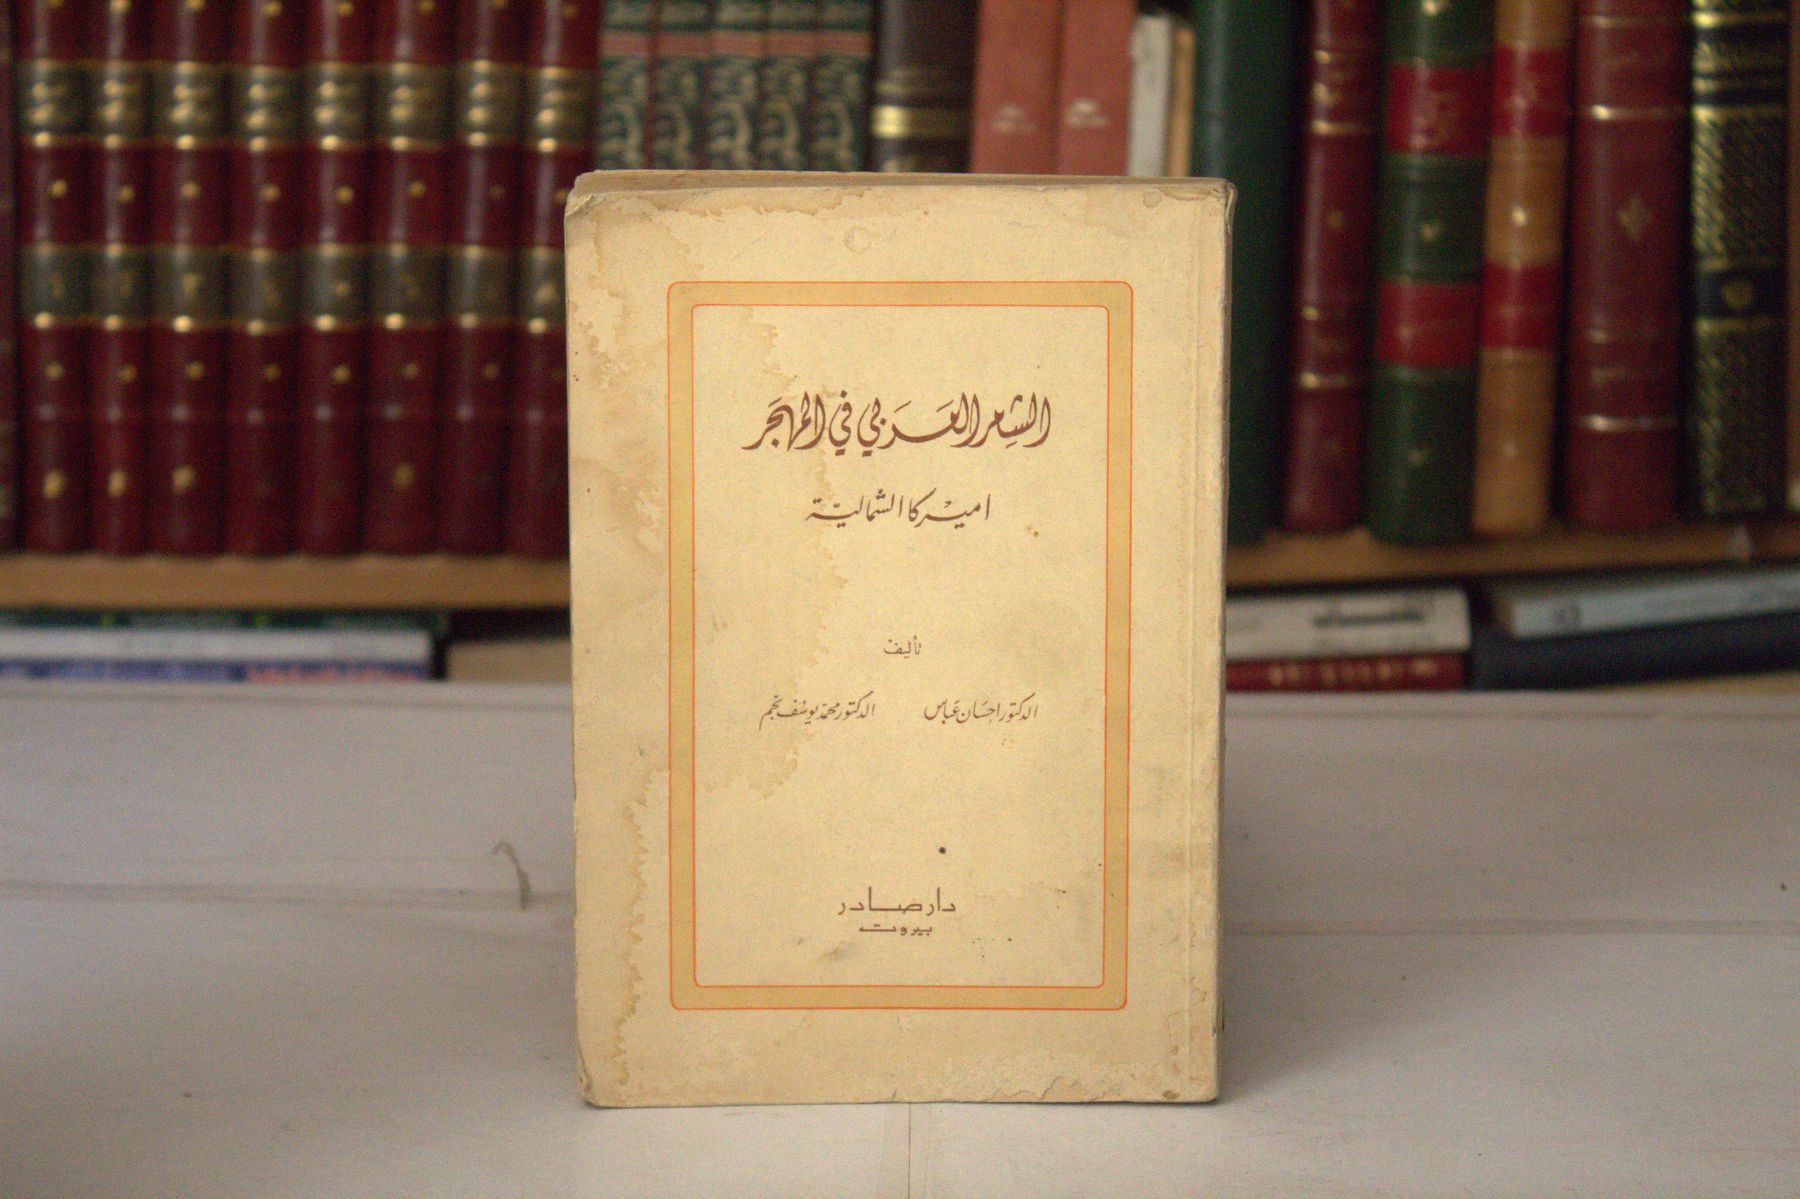 الشعر العربي في المهجر
اميركا الشمالية
تأليف
الدكتور احسان عباس الدكتور محمد يوسف نجم
دار صادر
بيروت